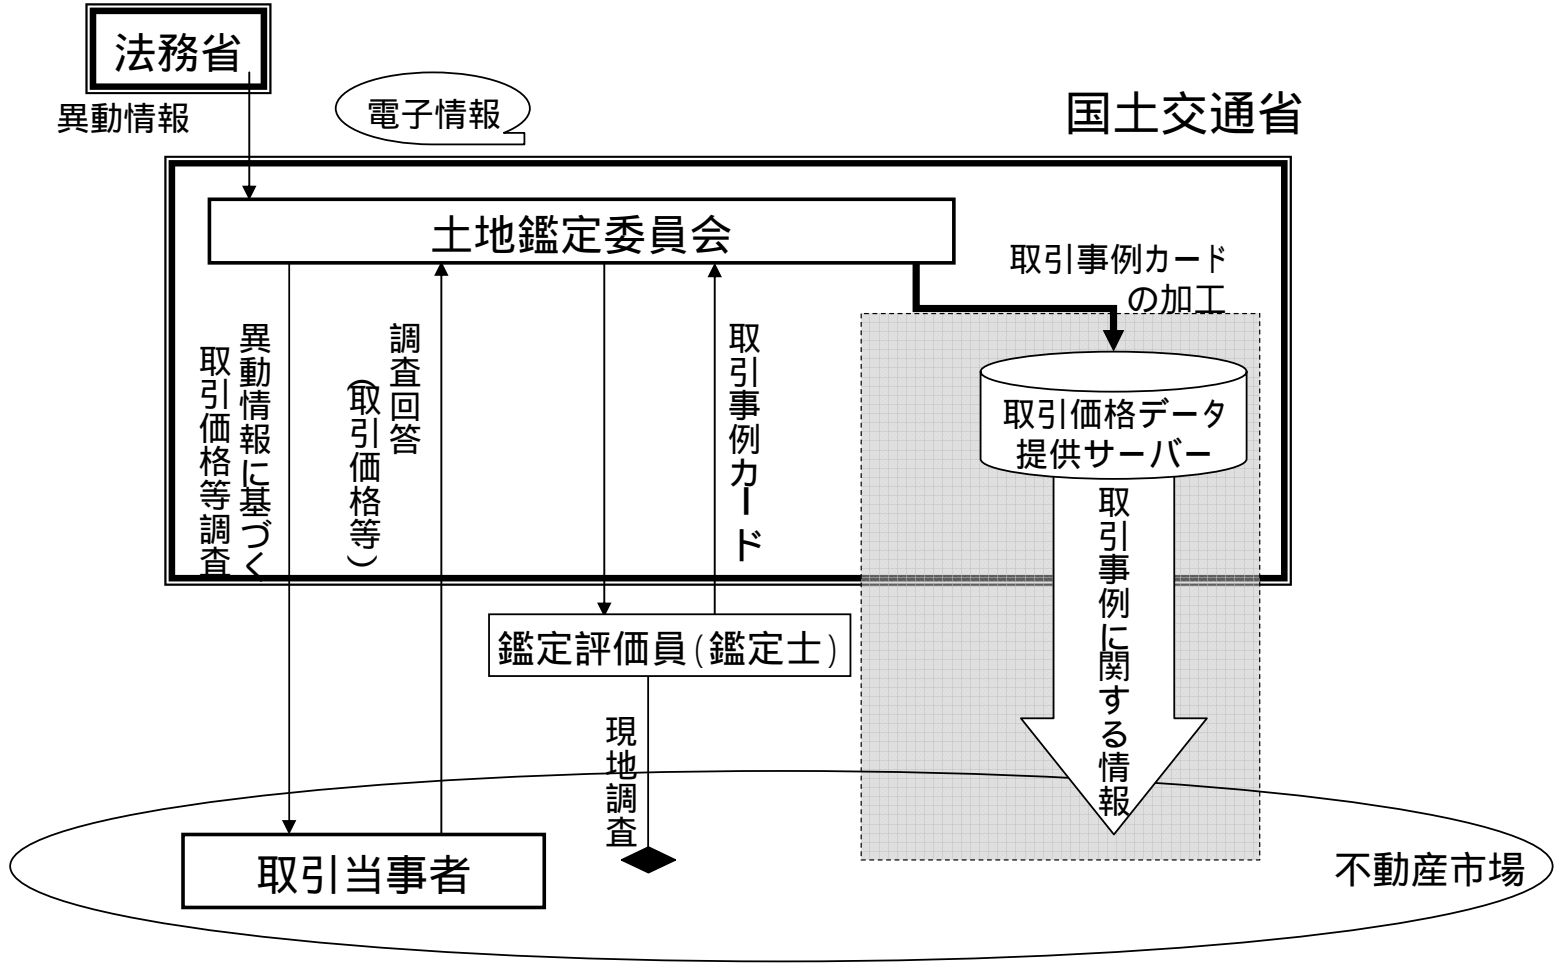 法務省
異動情報
電子情報
国土交通省
土地鑑定委員会
取引事例カード
の加工
異動情報に基づく
取引価格等調査
調査回答
(取引価格等)
取引事例カード
取引価格データ
提供サーバー
取引事例に関する情報
鑑定評価員(鑑定士)
現地調査
取引当事者
不動産市場